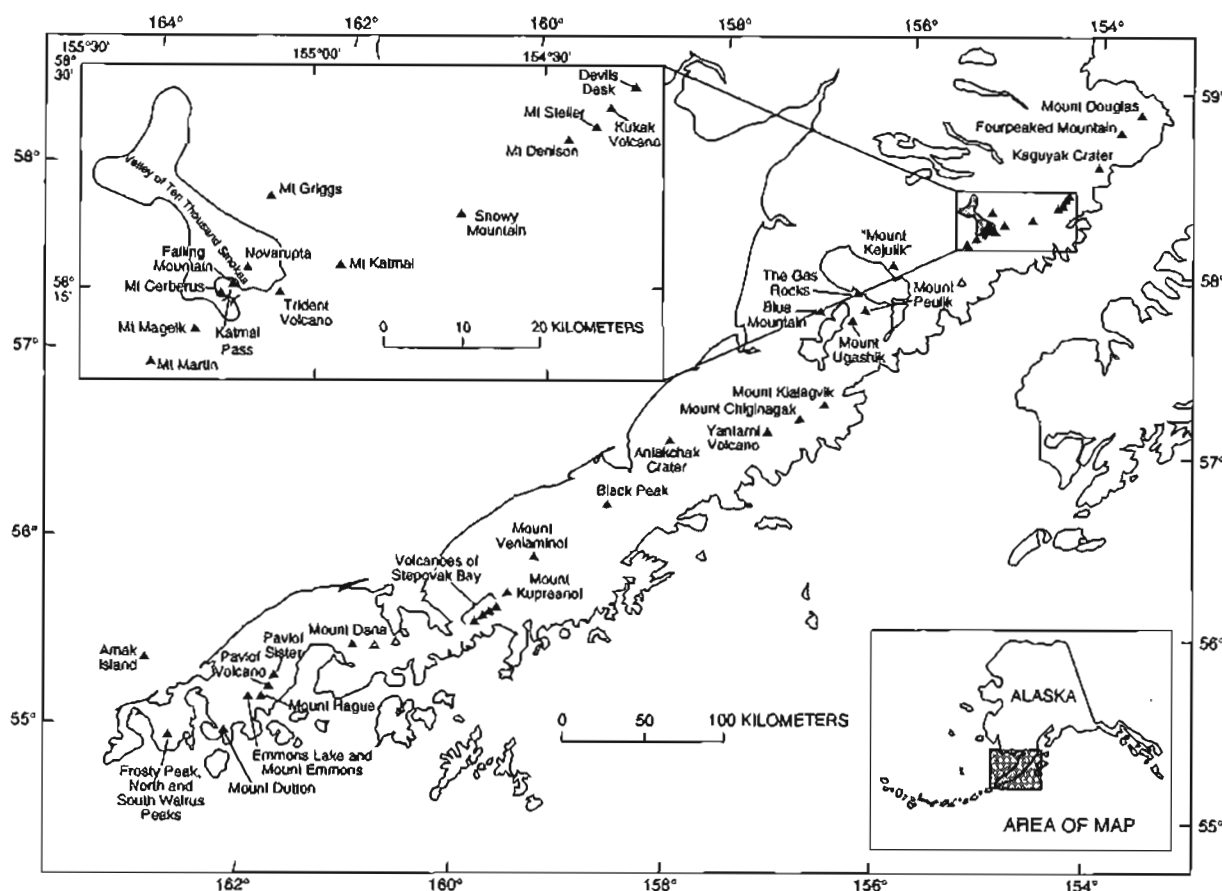 164°
162°
160°
158°
156°
154°
155°30'
155°00'
154°30'
58°
30'
Devils
Desk
Mt Steller
Kukak
Volcano
Mt Denison
Valley of Ten Thousand Smokes
Mt Griggs
Snowy
Mountain
Falling
Mountain
Novarupta
Mt Katmai
58°
15'
Mt Cerberus
Trident
Volcano
Mt Mageik
Katmai
Pass
Mt Martin
0 10 20 KILOMETERS
59°
58°
57°
56°
55°
58°
57°
56°
55°
Mount Douglas
Fourpeaked Mountain
Kaguyak Crater
"Mount
Kejulik"
The Gas
Rocks
Blue
Mountain
Mount
Peulik
Mount
Ugashik
Mount Kialagvik
Mount Chiginagak
Yantarni
Volcano
Aniakchak
Crater
Black Peak
Mount
Veniaminof
Volcanoes of
Stepovak Bay
Mount
Kupreanof
Mount Dana
Pavlof
Sister
Pavlof
Volcano
Amak
Island
Mount Hague
Emmons Lake and
Mount Emmons
Mount Dutton
Frosty Peak,
North and
South Walrus
Peaks
0 50 100 KILOMETERS
ALASKA
AREA OF MAP
162°
160°
158°
156°
154°